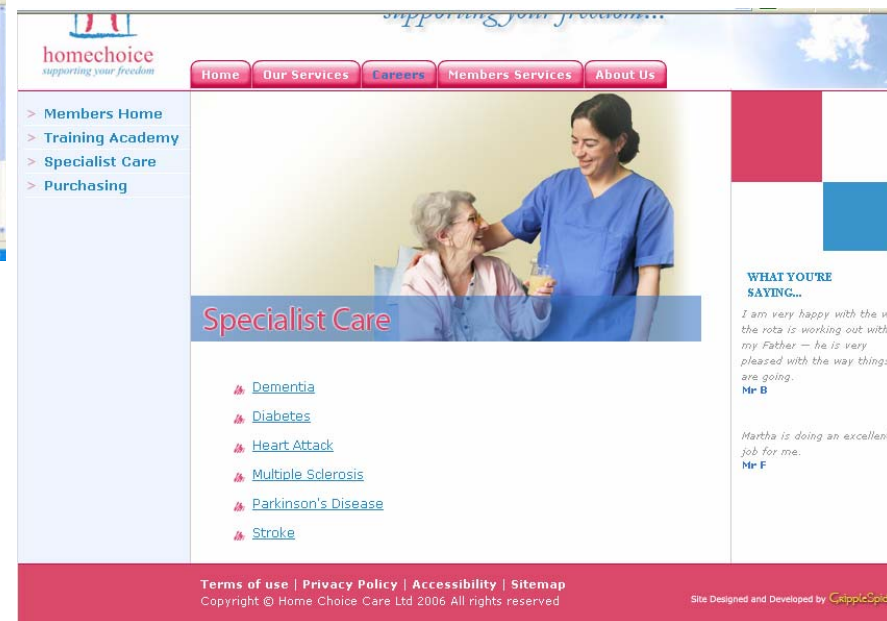 supporting your freedom...
homechoice
supporting your freedom
Home
Our Services
Careers
Members Services
About Us
> Members Home
> Training Academy
> Specialist Care
> Purchasing
Specialist Care
Dementia
Diabetes
Heart Attack
Multiple Sclerosis
Parkinson's Disease
Stroke
WHAT YOU'RE
SAYING...
I am very happy with the
the rota is working out with
my Father — he is very
pleased with the way things
are going.
Mr B
Martha is doing an
job for me.
Mr F
Terms of use | Privacy Policy | Accessibility | Sitemap
Copyright © Home Choice Care Ltd 2006 All rights reserved
Site Designed and Developed by